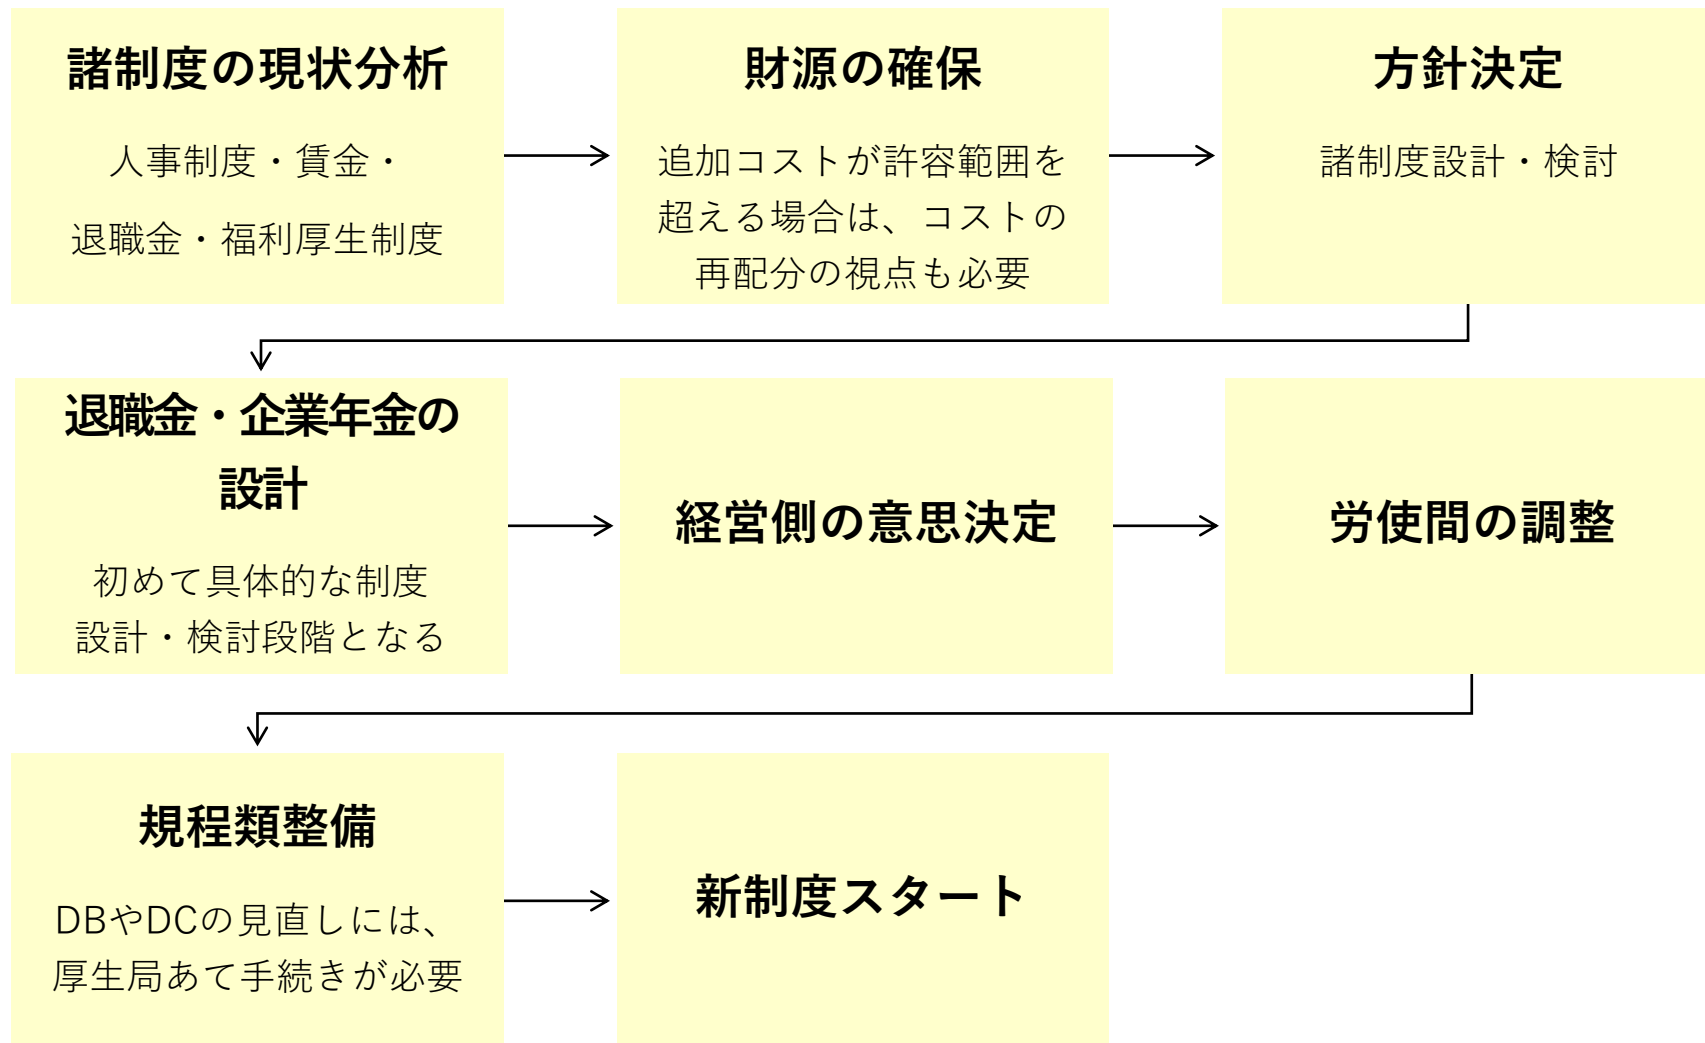 諸制度の現状分析
人事制度・賃金・
退職金・福利厚生制度
財源の確保
追加コストが許容範囲を
超える場合は、コストの
再配分の視点も必要
方針決定
諸制度設計・検討
退職金・企業年金の
設計
初めて具体的な制度
設計・検討段階となる
経営側の意思決定
労使間の調整
規程類整備
DBやDCの見直しには、
厚生局あて手続きが必要
新制度スタート